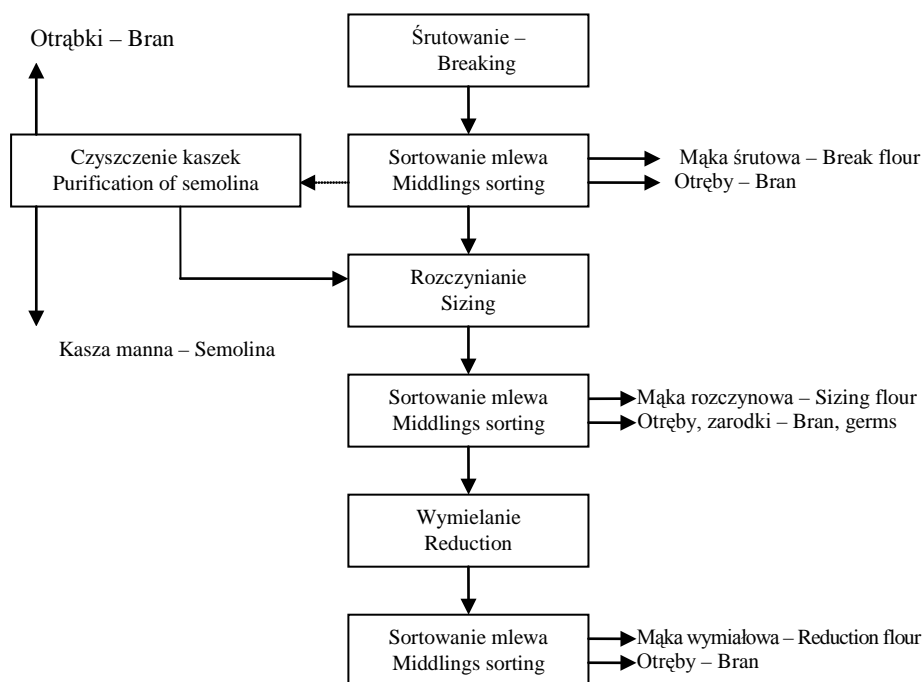 Otrąbki – Bran
Śrutowanie –
Breaking
Czyszczenie kaszek
Purification of semolina
Sortowanie mlewa
Middlings sorting
Mąka śrutowa – Break flour
Otręby – Bran
Rozczynianie
Sizing
Kasza manna – Semolina
Sortowanie mlewa
Middlings sorting
Mąka rozczynowa – Sizing flour
Otręby, zarodki – Bran, germs
Wymielanie
Reduction
Sortowanie mlewa
Middlings sorting
Mąka wymiałowa – Reduction flour
Otręby – Bran